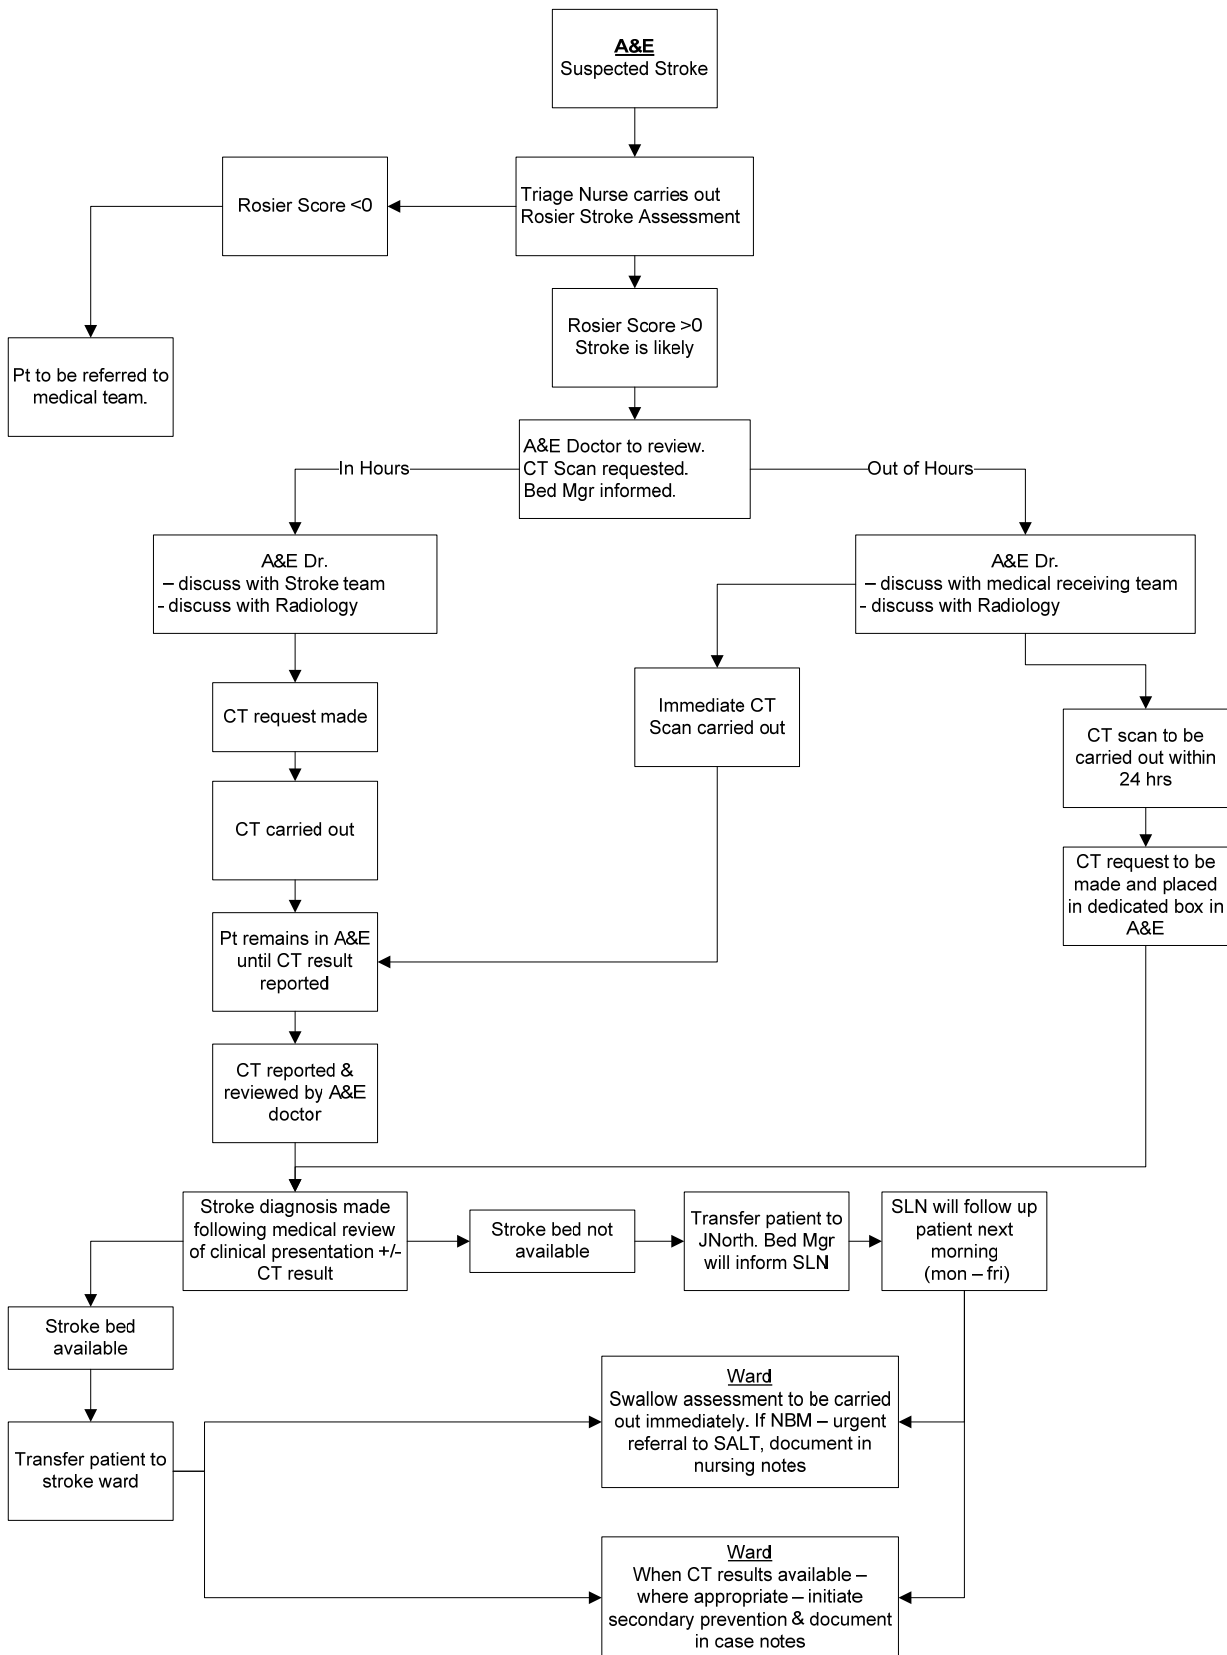 A&E
Suspected Stroke
Triage Nurse carries out
Rosier Stroke Assessment
Rosier Score <0
Rosier Score >0
Stroke is likely
Pt to be referred to
medical team.
A&E Doctor to review.
CT Scan requested.
Bed Mgr informed.
In Hours
Out of Hours
A&E Dr.
– discuss with Stroke team
- discuss with Radiology
A&E Dr.
– discuss with medical receiving team
- discuss with Radiology
CT request made
Immediate CT
Scan carried out
CT scan to be
carried out within
24 hrs
CT carried out
CT request to be
made and placed
in dedicated box in
A&E
Pt remains in A&E
until CT result
reported
CT reported &
reviewed by A&E
doctor
Stroke diagnosis made
following medical review
of clinical presentation +/-
CT result
Stroke bed not
available
Transfer patient to
JNorth. Bed Mgr
will inform SLN
SLN will follow up
patient next
morning
(mon – fri)
Stroke bed
available
Transfer patient to
stroke ward
Ward
Swallow assessment to be carried
out immediately. If NBM – urgent
referral to SALT, document in
nursing notes
Ward
When CT results available –
where appropriate – initiate
secondary prevention & document
in case notes